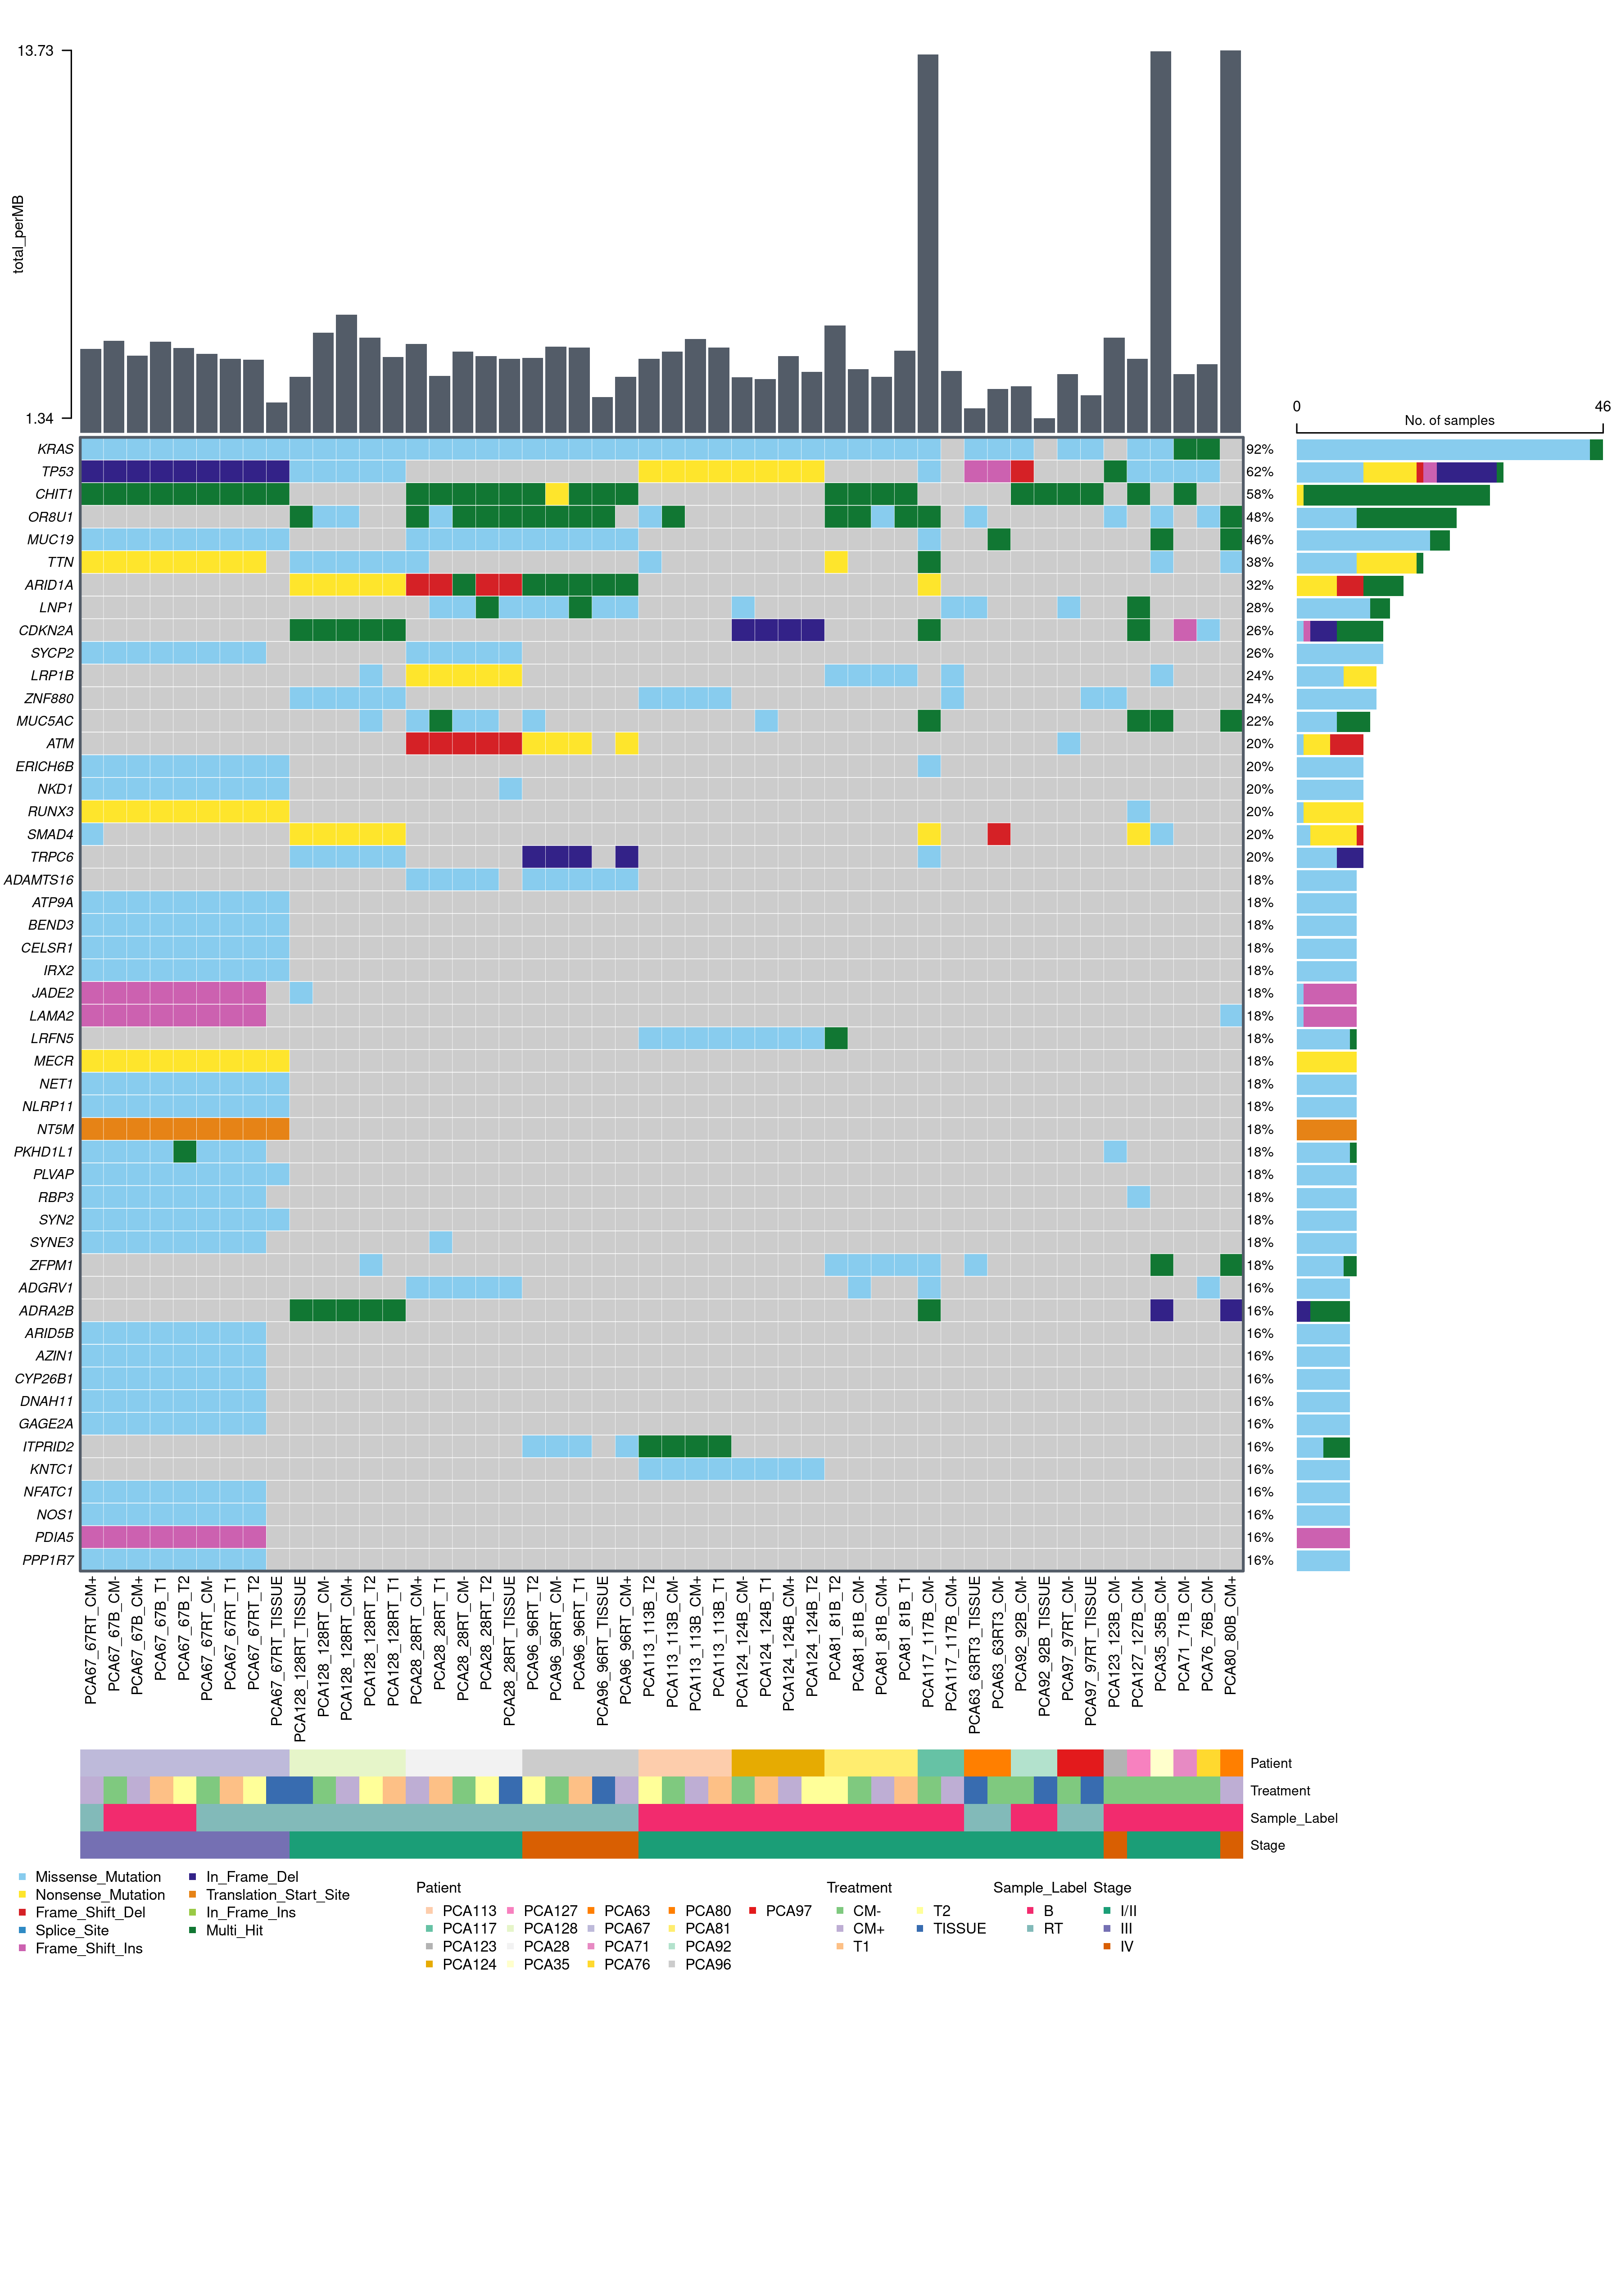 13.73
total_perMB
1.34
0 46
No. of samples
KRAS 92%
TP53 62%
CHIT1 58%
OR8U1 48%
MUC19 46%
TTN 38%
ARID1A 32%
LNP1 28%
CDKN2A 26%
SYCP2 26%
LRP1B 24%
ZNF880 24%
MUC5AC 22%
ATM 20%
ERICH6B 20%
NKD1 20%
RUNX3 20%
SMAD4 20%
TRPC6 20%
ADAMTS16 18%
ATP9A 18%
BEND3 18%
CELSR1 18%
IRX2 18%
JADE2 18%
LAMA2 18%
LRFN5 18%
MECR 18%
NET1 18%
NLRP11 18%
NT5M 18%
PKHD1L1 18%
PLVAP 18%
RBP3 18%
SYN2 18%
SYNE3 18%
ZFPM1 18%
ADGRV1 16%
ADRA2B 16%
ARID5B 16%
AZIN1 16%
CYP26B1 16%
DNAH11 16%
GAGE2A 16%
ITPRID2 16%
KNTC1 16%
NFATC1 16%
NOS1 16%
PDIA5 16%
PPP1R7 16%
PCA67_67RT_CM+
PCA67_67B_CM-
PCA67_67B_CM+
PCA67_67B_T1
PCA67_67B_T2
PCA67_67RT_CM-
PCA67_67RT_T1
PCA67_67RT_T2
PCA67_67RT_TISSUE
PCA128_128RT_TISSUE
PCA128_128RT_CM-
PCA128_128RT_CM+
PCA128_128RT_T2
PCA128_128RT_T1
PCA28_28RT_CM+
PCA28_28RT_T1
PCA28_28RT_CM-
PCA28_28RT_T2
PCA28_28RT_TISSUE
PCA96_96RT_T2
PCA96_96RT_CM-
PCA96_96RT_T1
PCA96_96RT_TISSUE
PCA96_96RT_CM+
PCA113_113B_T2
PCA113_113B_CM-
PCA113_113B_CM+
PCA113_113B_T1
PCA124_124B_CM-
PCA124_124B_T1
PCA124_124B_CM+
PCA124_124B_T2
PCA81_81B_T2
PCA81_81B_CM-
PCA81_81B_CM+
PCA81_81B_T1
PCA117_117B_CM-
PCA117_117B_CM+
PCA63_63RT3_TISSUE
PCA63_63RT3_CM-
PCA92_92B_CM-
PCA92_92B_TISSUE
PCA97_97RT_CM-
PCA97_97RT_TISSUE
PCA123_123B_CM-
PCA127_127B_CM-
PCA35_35B_CM-
PCA71_71B_CM-
PCA76_76B_CM-
PCA80_80B_CM+
Patient
Treatment
Sample_Label
Stage
Missense_Mutation In_Frame_Del
Nonsense_Mutation Translation_Start_Site
Frame_Shift_Del In_Frame_Ins
Splice_Site Multi_Hit
Frame_Shift_Ins
Patient Treatment Sample_Label Stage
PCA113 PCA127 PCA63 PCA80 PCA97 CM- T2 B I/II
PCA117 PCA128 PCA67 PCA81 CM+ TISSUE RT III
PCA123 PCA28 PCA71 PCA92 T1 IV
PCA124 PCA35 PCA76 PCA96